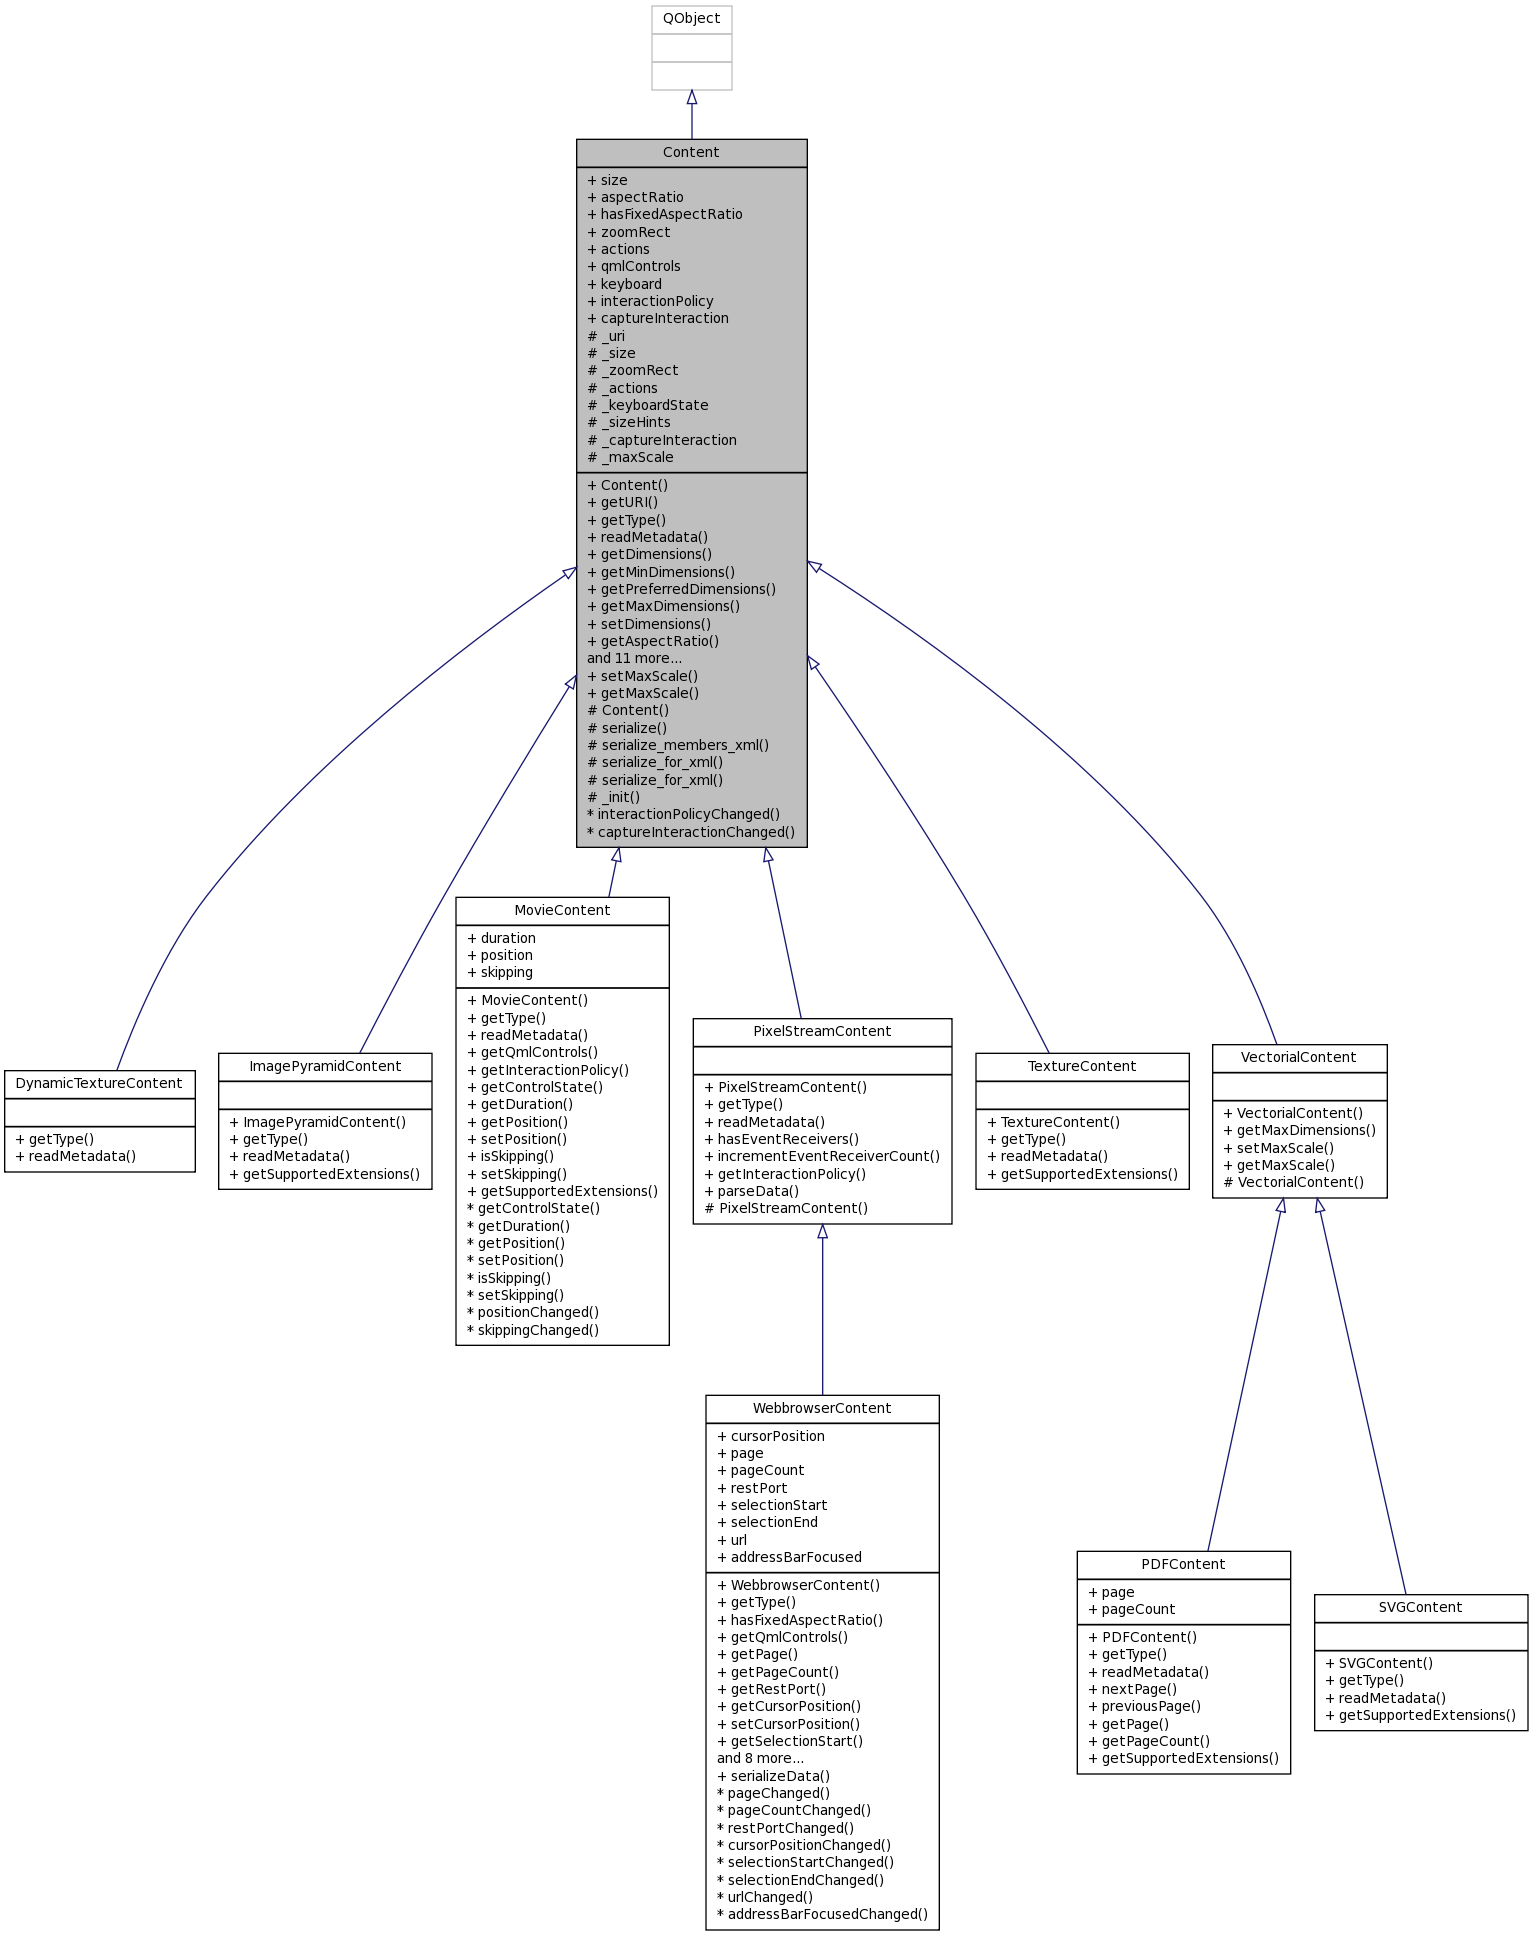 QObject
Content
+ size
+ aspectRatio
+ hasFixedAspectRatio
+ zoomRect
+ actions
+ qmlControls
+ keyboard
+ interactionPolicy
+ captureInteraction
# _uri
# _size
# _zoomRect
# _actions
# _keyboardState
# _sizeHints
# _captureInteraction
# _maxScale
+ Content()
+ getURI()
+ getType()
+ readMetadata()
+ getDimensions()
+ getMinDimensions()
+ getPreferredDimensions()
+ getMaxDimensions()
+ setDimensions()
+ getAspectRatio()
and 11 more...
+ setMaxScale()
+ getMaxScale()
# Content()
# serialize()
# serialize_members_xml()
# serialize_for_xml()
# serialize_for_xml()
# _init()
* interactionPolicyChanged()
* captureInteractionChanged()
DynamicTextureContent
+ getType()
+ readMetadata()
ImagePyramidContent
+ ImagePyramidContent()
+ getType()
+ readMetadata()
+ getSupportedExtensions()
MovieContent
+ duration
+ position
+ skipping
+ MovieContent()
+ getType()
+ readMetadata()
+ getQmlControls()
+ getInteractionPolicy()
+ getControlState()
+ getDuration()
+ getPosition()
+ setPosition()
+ isSkipping()
+ setSkipping()
+ getSupportedExtensions()
* getControlState()
* getDuration()
* getPosition()
* setPosition()
* isSkipping()
* setSkipping()
* positionChanged()
* skippingChanged()
PixelStreamContent
+ PixelStreamContent()
+ getType()
+ readMetadata()
+ hasEventReceivers()
+ incrementEventReceiverCount()
+ getInteractionPolicy()
+ parseData()
# PixelStreamContent()
TextureContent
+ TextureContent()
+ getType()
+ readMetadata()
+ getSupportedExtensions()
VectorialContent
+ VectorialContent()
+ getMaxDimensions()
+ setMaxScale()
+ getMaxScale()
# VectorialContent()
WebbrowserContent
+ cursorPosition
+ page
+ pageCount
+ restPort
+ selectionStart
+ selectionEnd
+ url
+ addressBarFocused
+ WebbrowserContent()
+ getType()
+ hasFixedAspectRatio()
+ getQmlControls()
+ getPage()
+ getPageCount()
+ getRestPort()
+ getCursorPosition()
+ setCursorPosition()
+ getSelectionStart()
and 8 more...
+ serializeData()
* pageChanged()
* pageCountChanged()
* restPortChanged()
* cursorPositionChanged()
* selectionStartChanged()
* selectionEndChanged()
* urlChanged()
* addressBarFocusedChanged()
PDFContent
+ page
+ pageCount
+ PDFContent()
+ getType()
+ readMetadata()
+ nextPage()
+ previousPage()
+ getPage()
+ getPageCount()
+ getSupportedExtensions()
SVGContent
+ SVGContent()
+ getType()
+ readMetadata()
+ getSupportedExtensions()